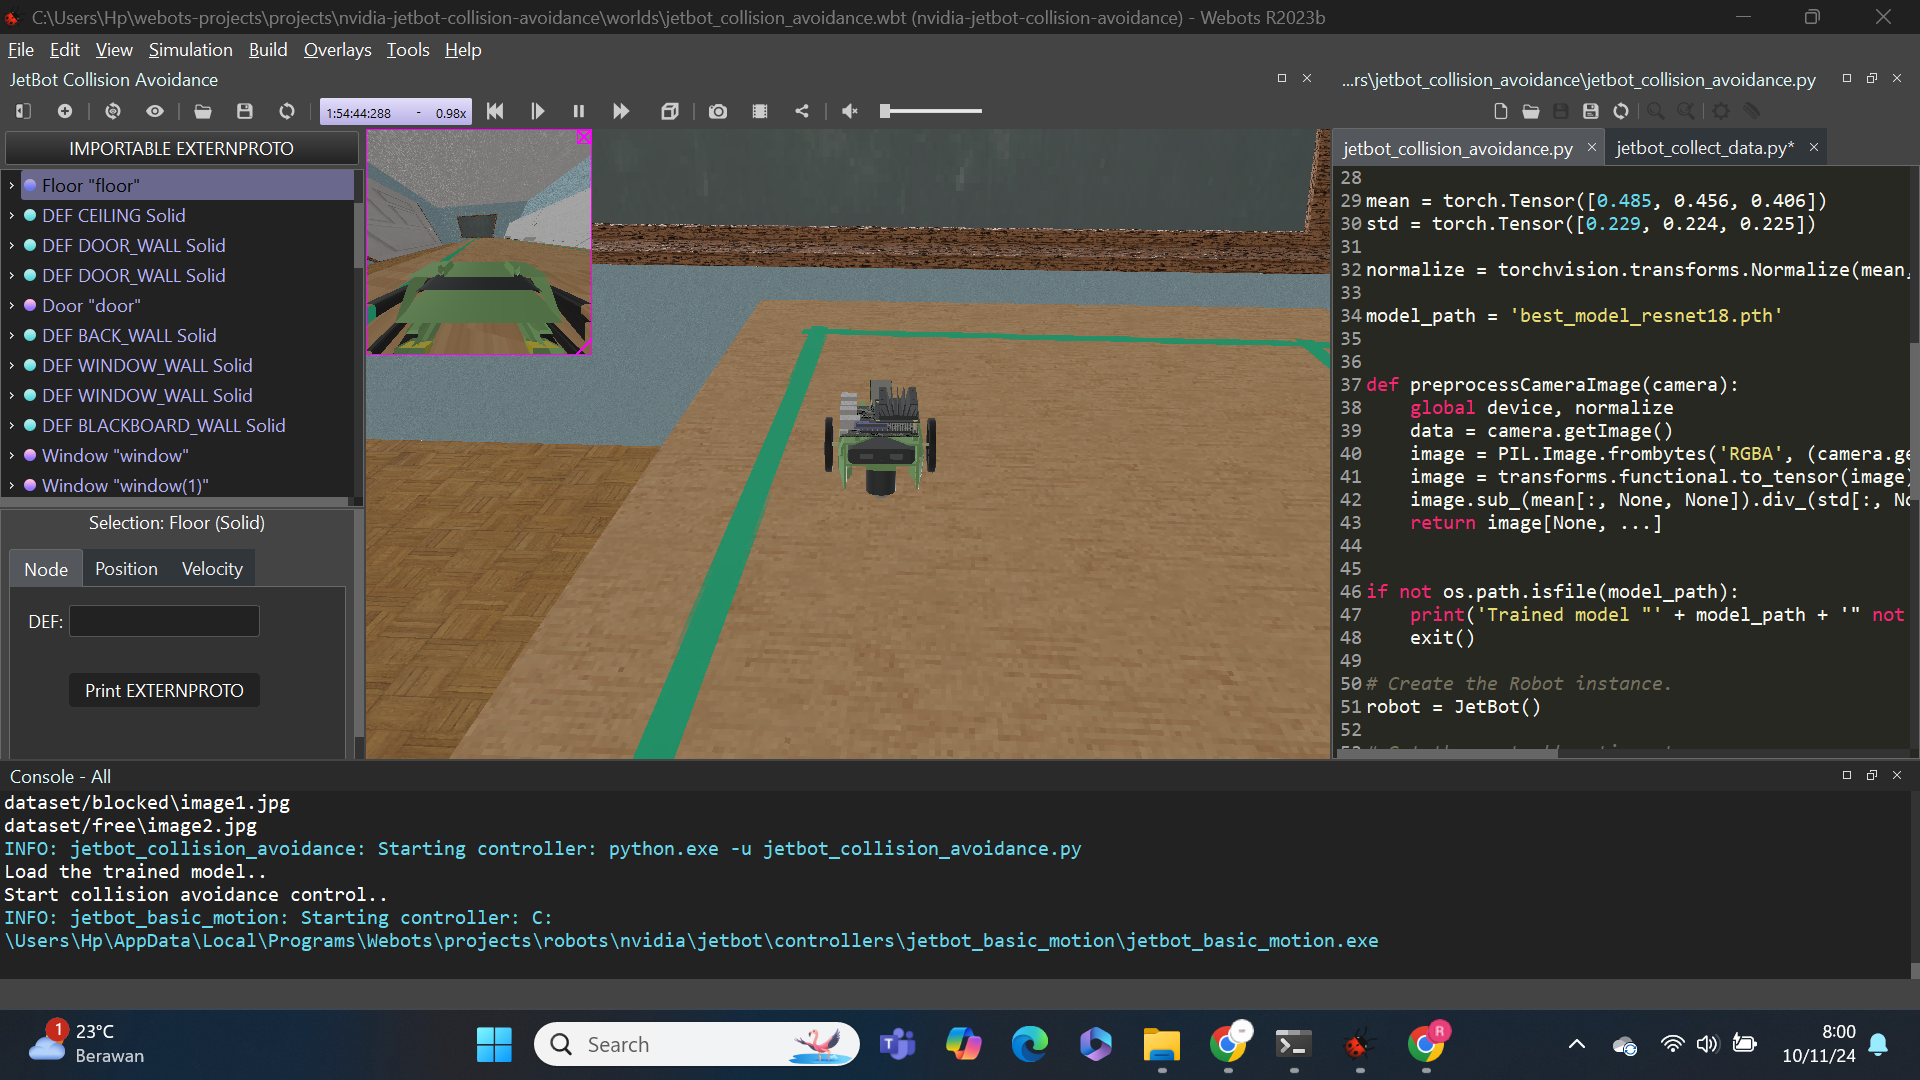 C:\Users\Hp\webots-projects\projects\nvidia-jetbot-collision-avoidance\worlds\jetbot_collision_avoidance.wbt (nvidia-jetbot-collision-avoidance) - Webots R2023b
File Edit View Simulation Build Overlays Tools Help
JetBot Collision Avoidance
1:54:44:288 - 0.98x
IMPORTABLE EXTERNPROTO
Floor "floor"
DEF CEILING Solid
DEF DOOR_WALL Solid
DEF DOOR_WALL Solid
Door "door"
DEF BACK_WALL Solid
DEF WINDOW_WALL Solid
DEF WINDOW_WALL Solid
DEF BLACKBOARD_WALL Solid
Window "window"
Window "window(1)"
Selection: Floor (Solid)
Node Position Velocity
DEF:
Print EXTERNPROTO
...rs\jetbot_collision_avoidance\jetbot_collision_avoidance.py
jetbot_collision_avoidance.py jetbot_collect_data.py*
28
29 mean = torch.Tensor([0.485, 0.456, 0.406])
30 std = torch.Tensor([0.229, 0.224, 0.225])
31
32 normalize = torchvision.transforms.Normalize(mean,
33
34 model_path = 'best_model_resnet18.pth'
35
36
37 def preprocessCameraImage(camera):
38 global device, normalize
39 data = camera.getImage()
40 image = PIL.Image.frombytes('RGBA', (camera.ge
41 image = transforms.functional.to_tensor(image)
42 image.sub_(mean[:, None, None]).div_(std[:, No
43 return image[None, ...]
44
45
46 if not os.path.isfile(model_path):
47 print('Trained model "' + model_path + '" not
48 exit()
49
50 # Create the Robot instance.
51 robot = JetBot()
52
Console - All
dataset/blocked\image1.jpg
dataset/free\image2.jpg
INFO: jetbot_collision_avoidance: Starting controller: python.exe -u jetbot_collision_avoidance.py
Load the trained model..
Start collision avoidance control..
INFO: jetbot_basic_motion: Starting controller: C:
\Users\Hp\AppData\Local\Programs\Webots\projects\robots\nvidia\jetbot\controllers\jetbot_basic_motion\jetbot_basic_motion.exe
1
23°C
Berawan
Search
R
8:00
10/11/24